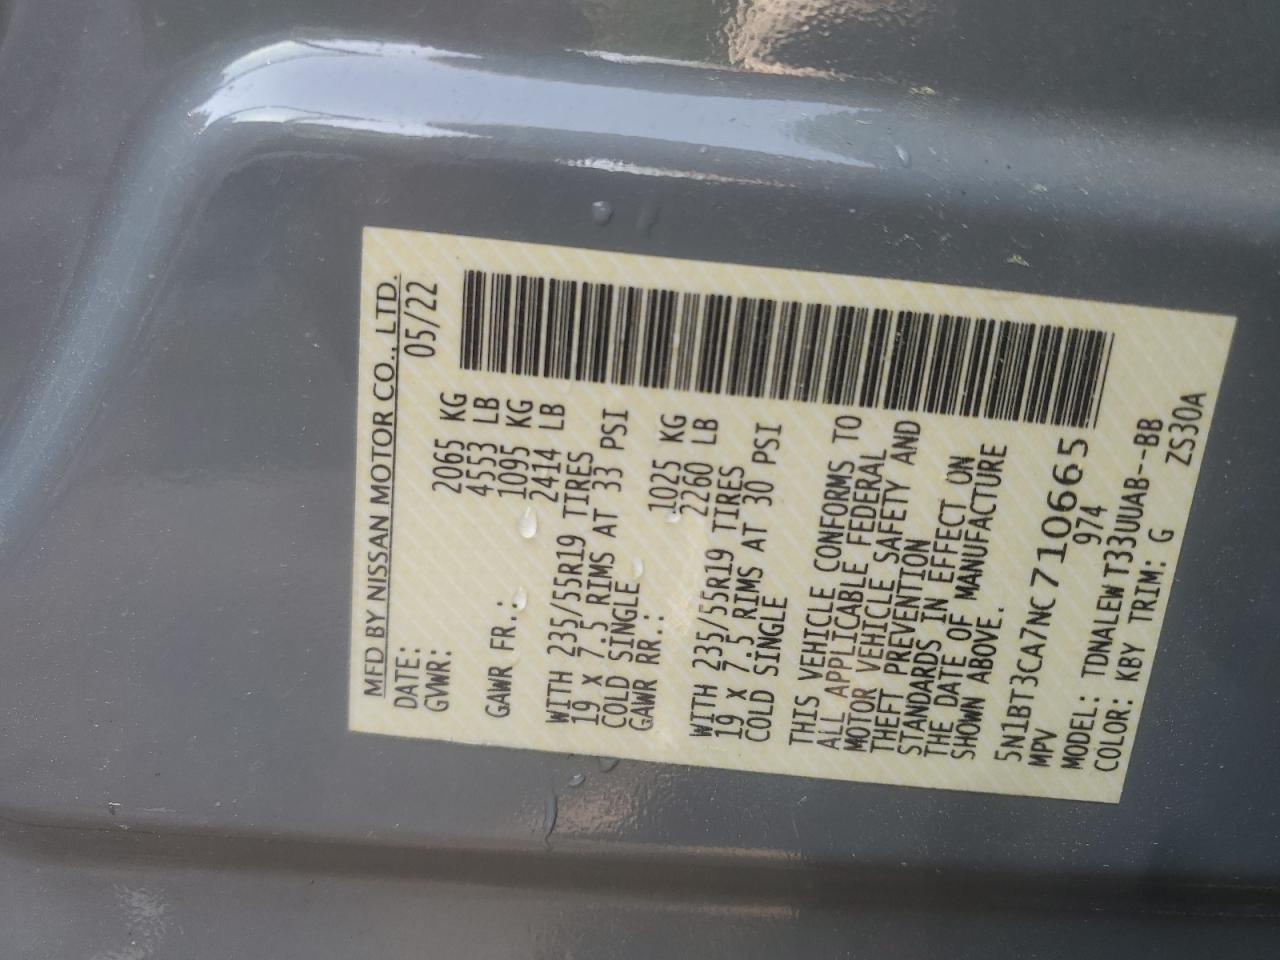 MFD BY NISSAN MOTOR CO., LTD.
DATE: 05/22
GVWR: 2065 KG
4553 LB
GAWR FR.: 1095 KG
2414 LB
WITH 235/55R19 TIRES
19 X 7.5 RIMS AT 33 PSI
COLD SINGLE
GAWR RR.: 1025 KG
2260 LB
WITH 235/55R19 TIRES
19 X 7.5 RIMS AT 30 PSI
COLD SINGLE
THIS VEHICLE CONFORMS TO
ALL APPLICABLE FEDERAL
MOTOR VEHICLE SAFETY AND
THEFT PREVENTION
STANDARDS IN EFFECT ON
THE DATE OF MANUFACTURE
SHOWN ABOVE.
5N1BT3CA7NC710665
MPV 974
MODEL: TDNALEWT33UUAB--BB
COLOR: KBY TRIM: G ZS30A